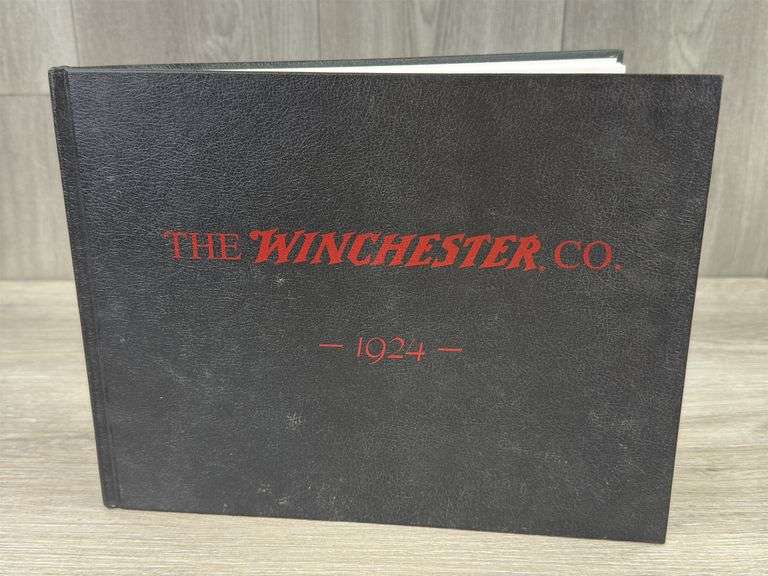 THE WINCHESTER. CO.
— 1924 —